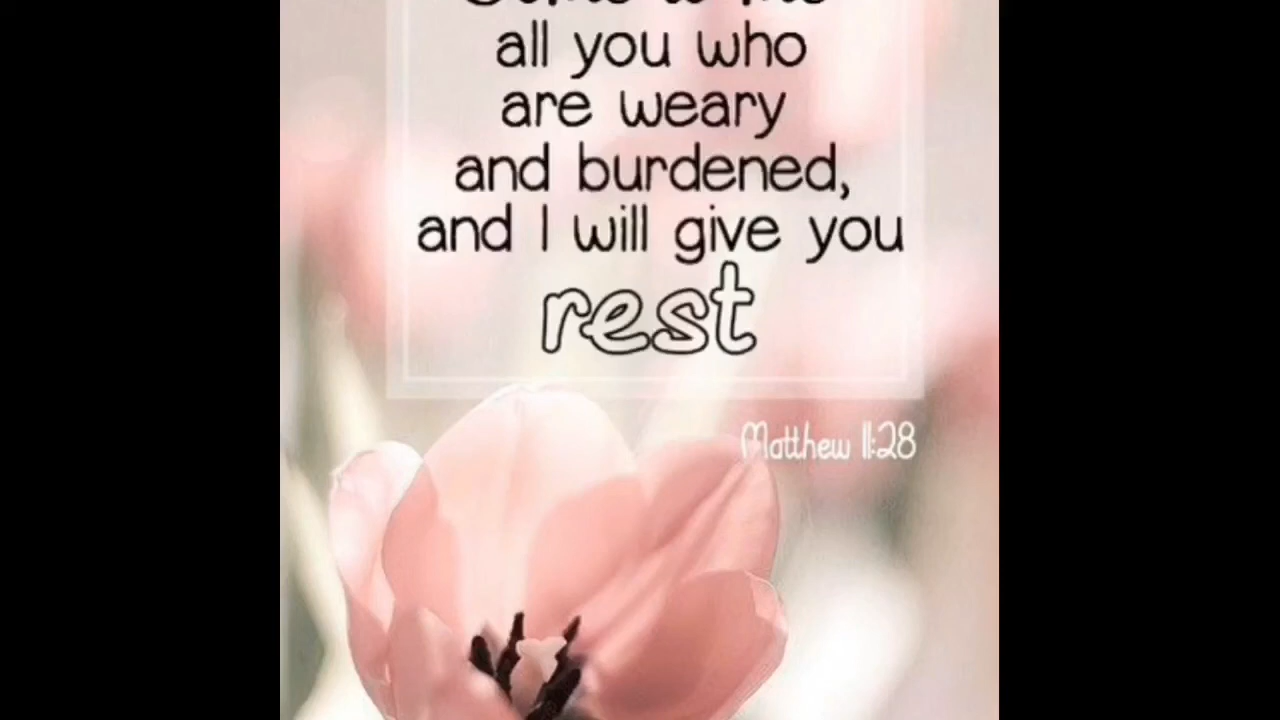 all you who
are weary
and burdened,
and I will give you
rest
Matthew 11:28